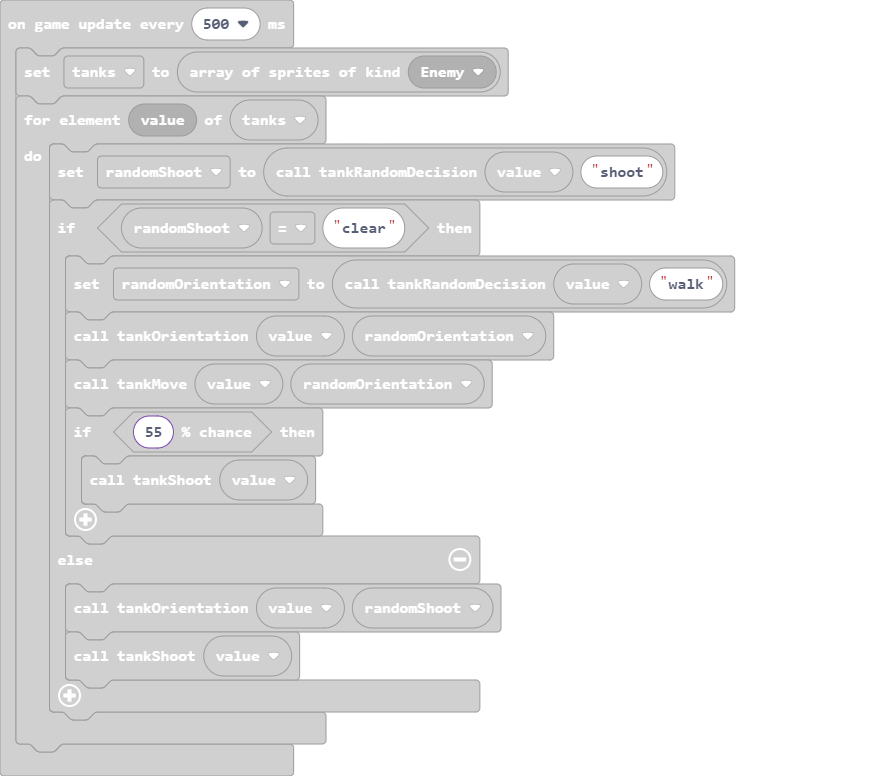 on game update every 500 ms
set tanks to array of sprites of kind Enemy
for element value of tanks
do
set randomShoot to call tankRandomDecision value "shoot"
if randomShoot = "clear" then
set randomOrientation to call tankRandomDecision value "walk"
call tankOrientation value randomOrientation
call tankMove value randomOrientation
if 55 % chance then
call tankShoot value
else
call tankOrientation value randomShoot
call tankShoot value